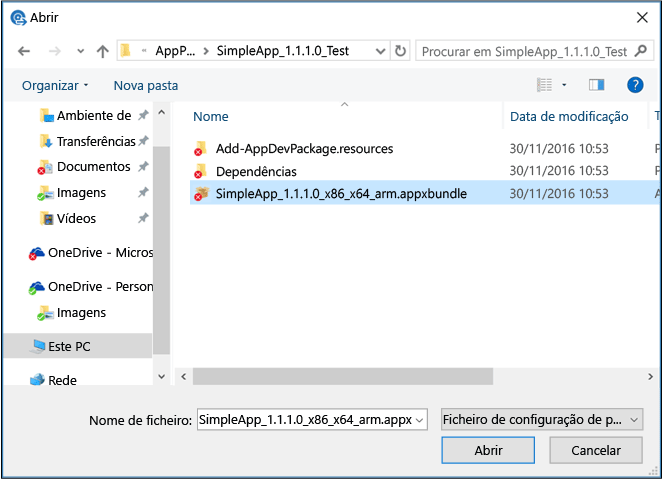 Abrir
AppP... SimpleApp_1.1.1.0_Test
Procurar em SimpleApp_1.1.1.0_Test
Organizar
Nova pasta
?
Ambiente de
Transferências
Documentos
Imagens
Vídeos
OneDrive - Micros
OneDrive - Person
Imagens
Este PC
Rede
Nome
Data de modificação
T
Add-AppDevPackage.resources
30/11/2016 10:53
P
Dependências
30/11/2016 10:53
P
SimpleApp_1.1.1.0_x86_x64_arm.appxbundle
30/11/2016 10:53
A
Nome de ficheiro:
SimpleApp_1.1.1.0_x86_x64_arm.appx
Ficheiro de configuração de p...
Abrir
Cancelar